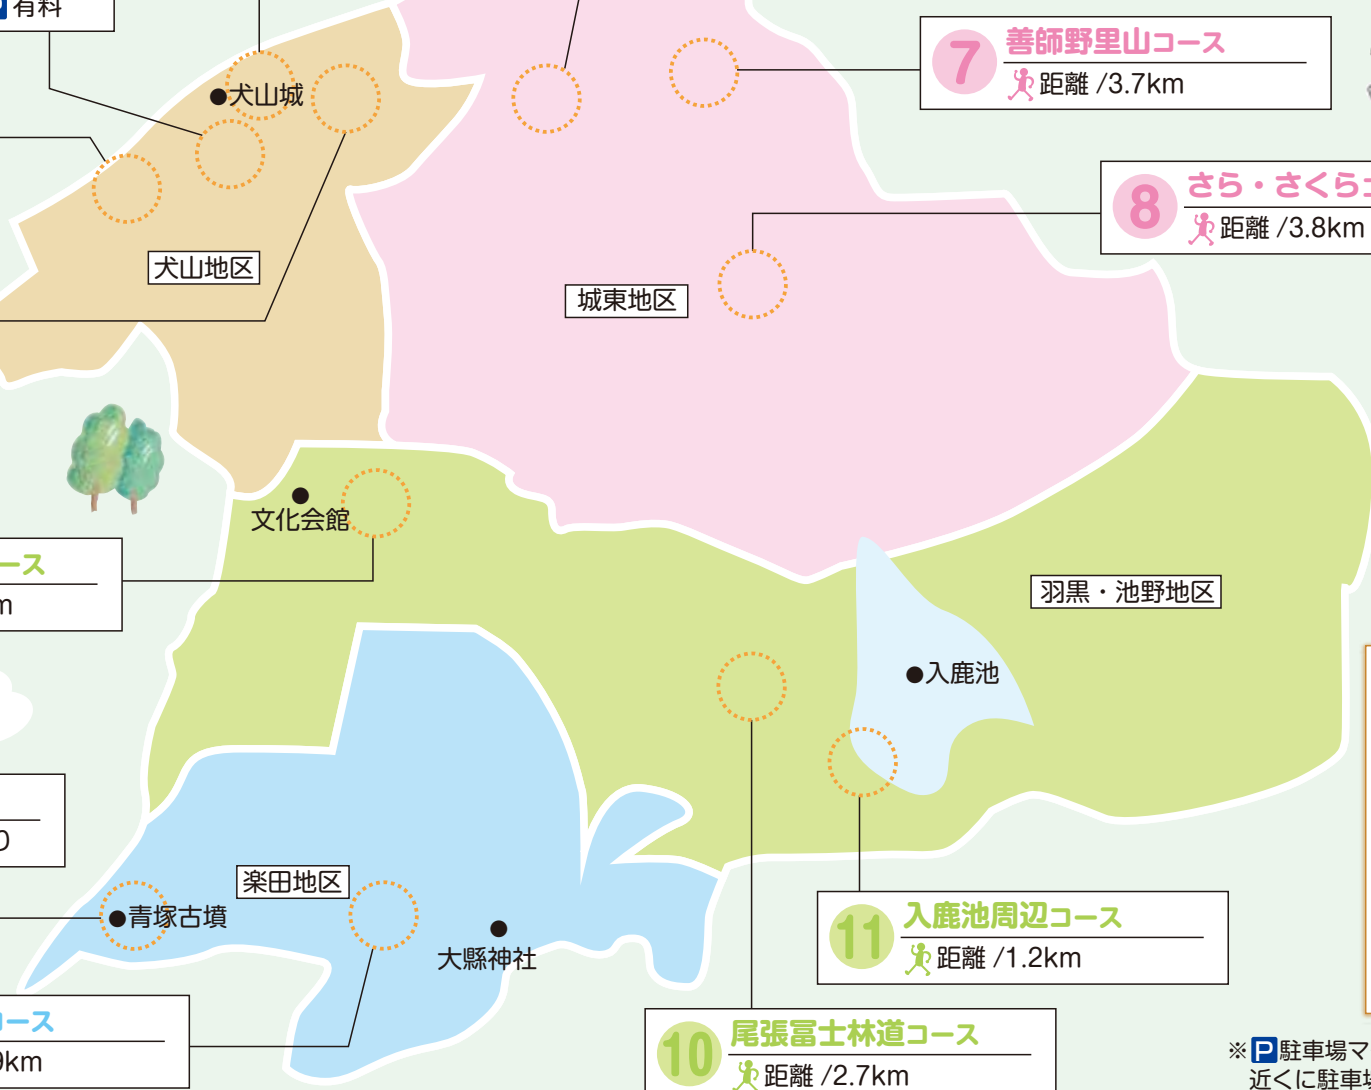 P 有料
7 善師野里山コース
距離 /3.7km
犬山城
8 さら・さくらコ
距離 /3.8km
犬山地区
城東地区
文化会館
ース
m
羽黒・池野地区
入鹿池
0
楽田地区
青塚古墳
大縣神社
11 入鹿池周辺コース
距離 /1.2km
コース
9km
10 尾張冨士林道コース
距離 /2.7km
※P駐車場マ
近くに駐車場